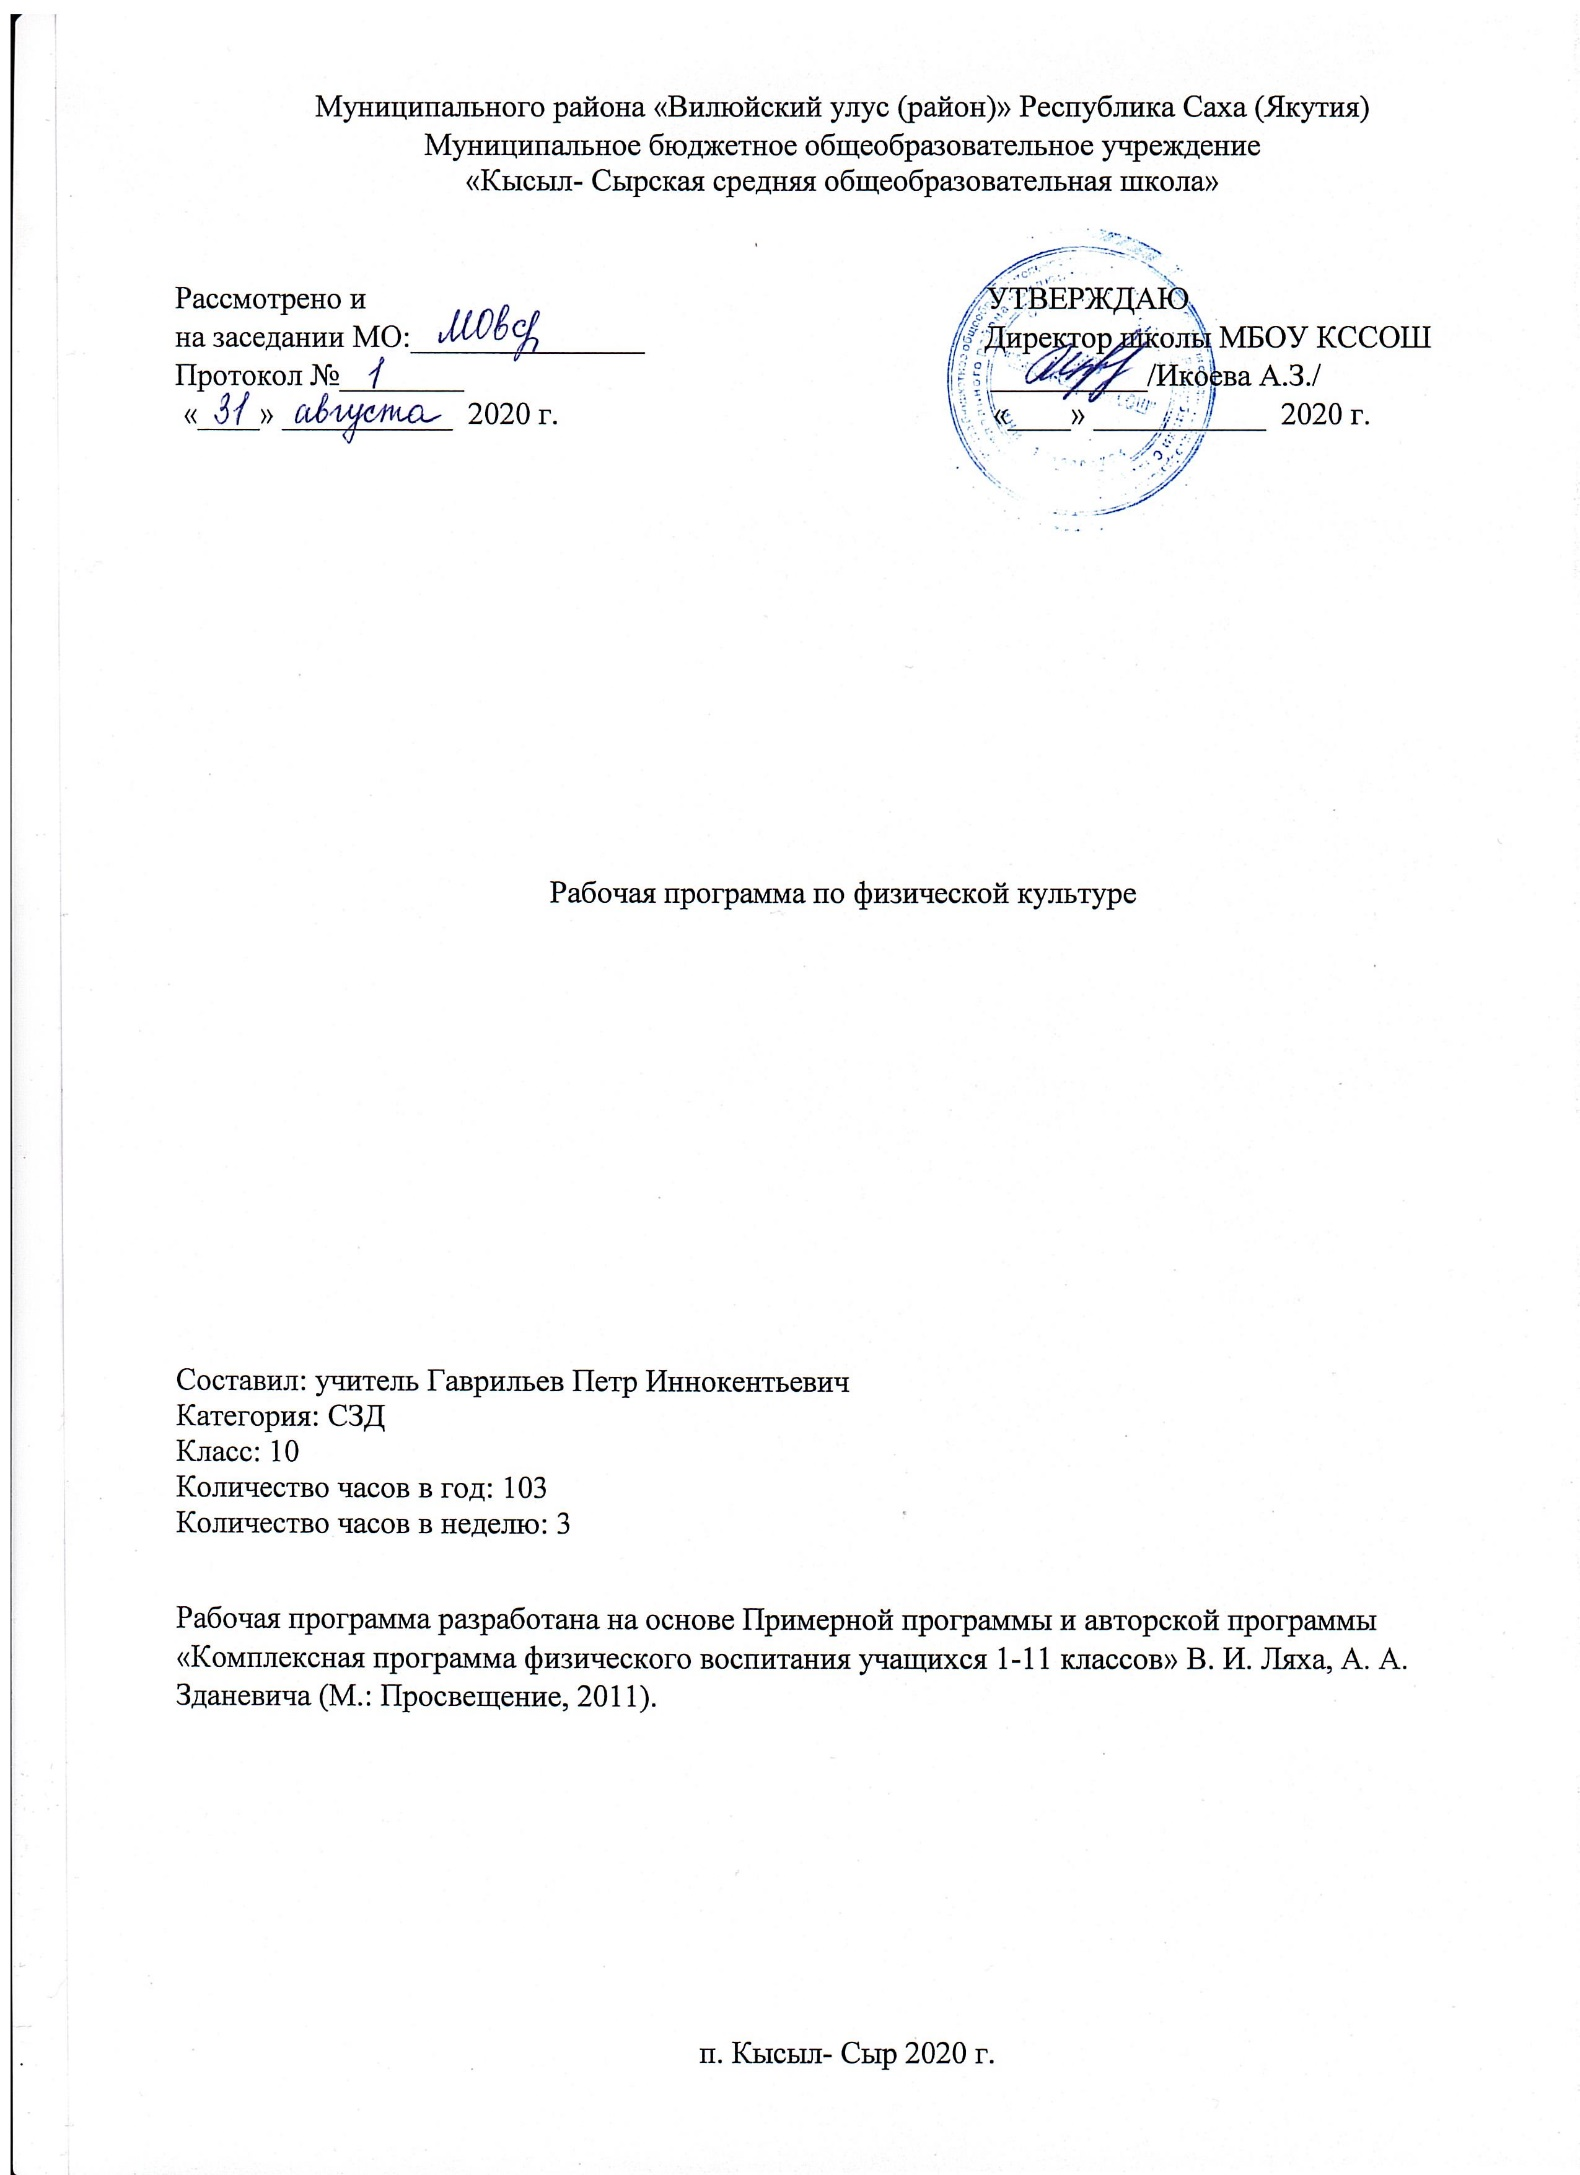 Муниципального района «Вилюйский улус (район)» Республика Саха (Якутия)
Муниципальное бюджетное общеобразовательное учреждение
«Кысыл- Сырская средняя общеобразовательная школа»
Рассмотрено и
на заседании МО:
Протокол № 1
« 31 » августа 2020 г.
УТВЕРЖДАЮ
Директор школы МБОУ КССОШ
/Икоева А.З./
«____» ___________ 2020 г.
Рабочая программа по физической культуре
Составил: учитель Гаврильев Петр Иннокентьевич
Категория: СЗД
Класс: 10
Количество часов в год: 103
Количество часов в неделю: 3
Рабочая программа разработана на основе Примерной программы и авторской программы
«Комплексная программа физического воспитания учащихся 1-11 классов» В. И. Ляха, А. А.
Зданевича (М.: Просвещение, 2011).
п. Кысыл- Сыр 2020 г.